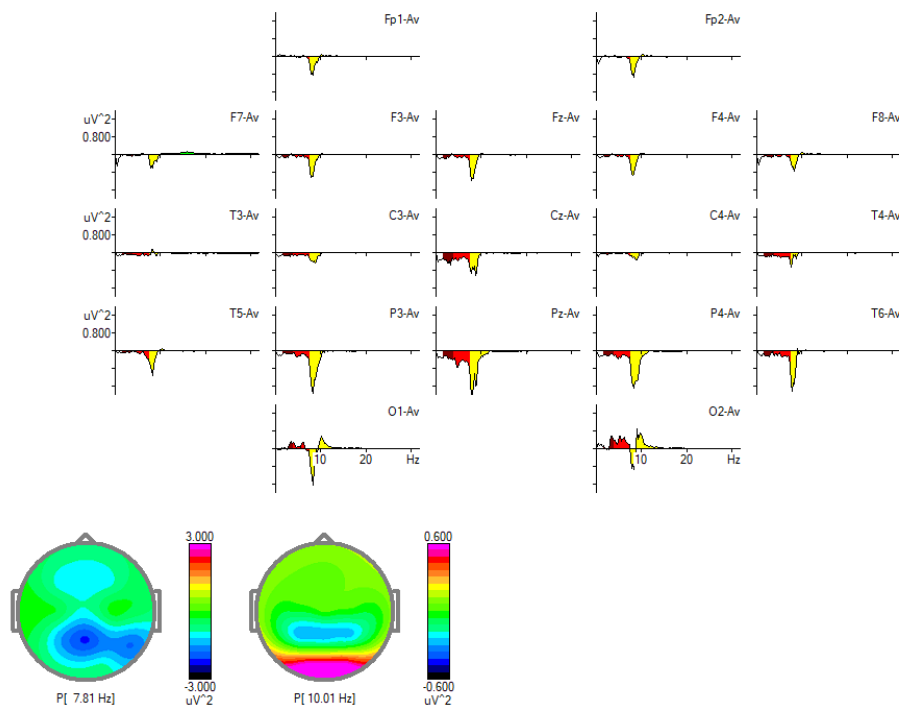 Fp1-Av Fp2-Av
uV^2 F7-Av F3-Av Fz-Av F4-Av F8-Av
0.800
uV^2 T3-Av C3-Av Cz-Av C4-Av T4-Av
0.800
uV^2 T5-Av P3-Av Pz-Av P4-Av T6-Av
0.800
O1-Av O2-Av
10 20 Hz 10 20 Hz
3.000 0.600
-3.000 -0.600
P[ 7.81 Hz] uV^2 P[ 10.01 Hz] uV^2